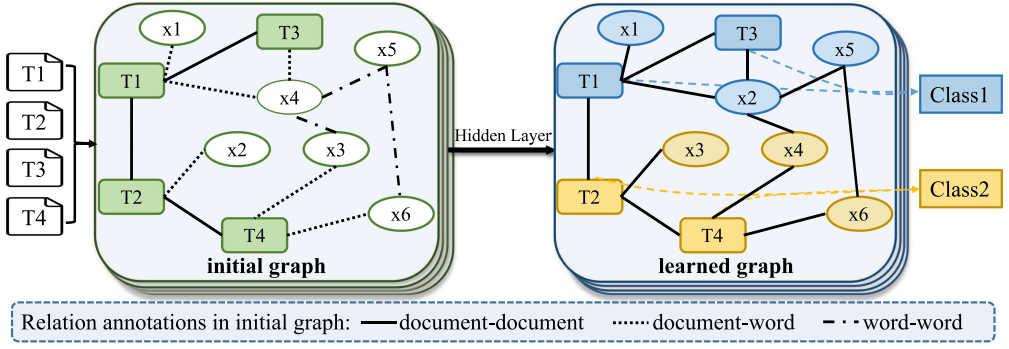 T1
T2
T3
T4
x1
T3
x5
T1
x4
x2
x3
T2
x6
T4
initial graph
Hidden Layer
x1
T3
x5
T1
x2
x3
x4
T2
x6
T4
learned graph
Class1
Class2
Relation annotations in initial graph: document-document document-word word-word